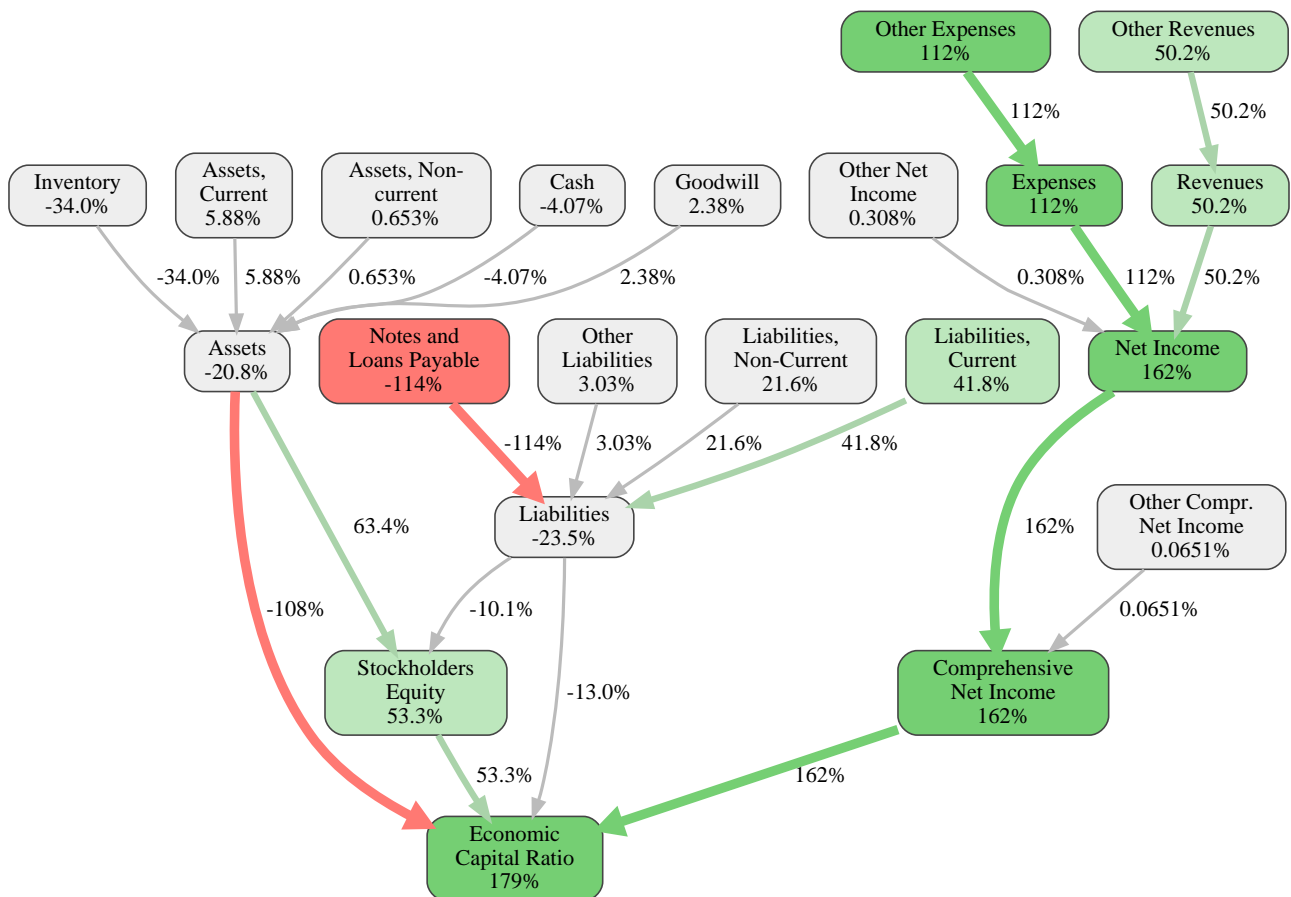 Other Expenses
112%
Other Revenues
50.2%
112%
50.2%
Inventory
-34.0%
Assets,
Current
5.88%
Assets, Non-
current
0.653%
Cash
-4.07%
Goodwill
2.38%
Other Net
Income
0.308%
Expenses
112%
Revenues
50.2%
-34.0%
5.88%
0.653%
-4.07%
2.38%
0.308%
112%
50.2%
Assets
-20.8%
Notes and
Loans Payable
-114%
Other
Liabilities
3.03%
Liabilities,
Non-Current
21.6%
Liabilities,
Current
41.8%
Net Income
162%
-114%
3.03%
21.6%
41.8%
63.4%
Liabilities
-23.5%
162%
Other Compr.
Net Income
0.0651%
-108%
-10.1%
0.0651%
Stockholders
Equity
53.3%
-13.0%
Comprehensive
Net Income
162%
53.3%
162%
Economic
Capital Ratio
179%